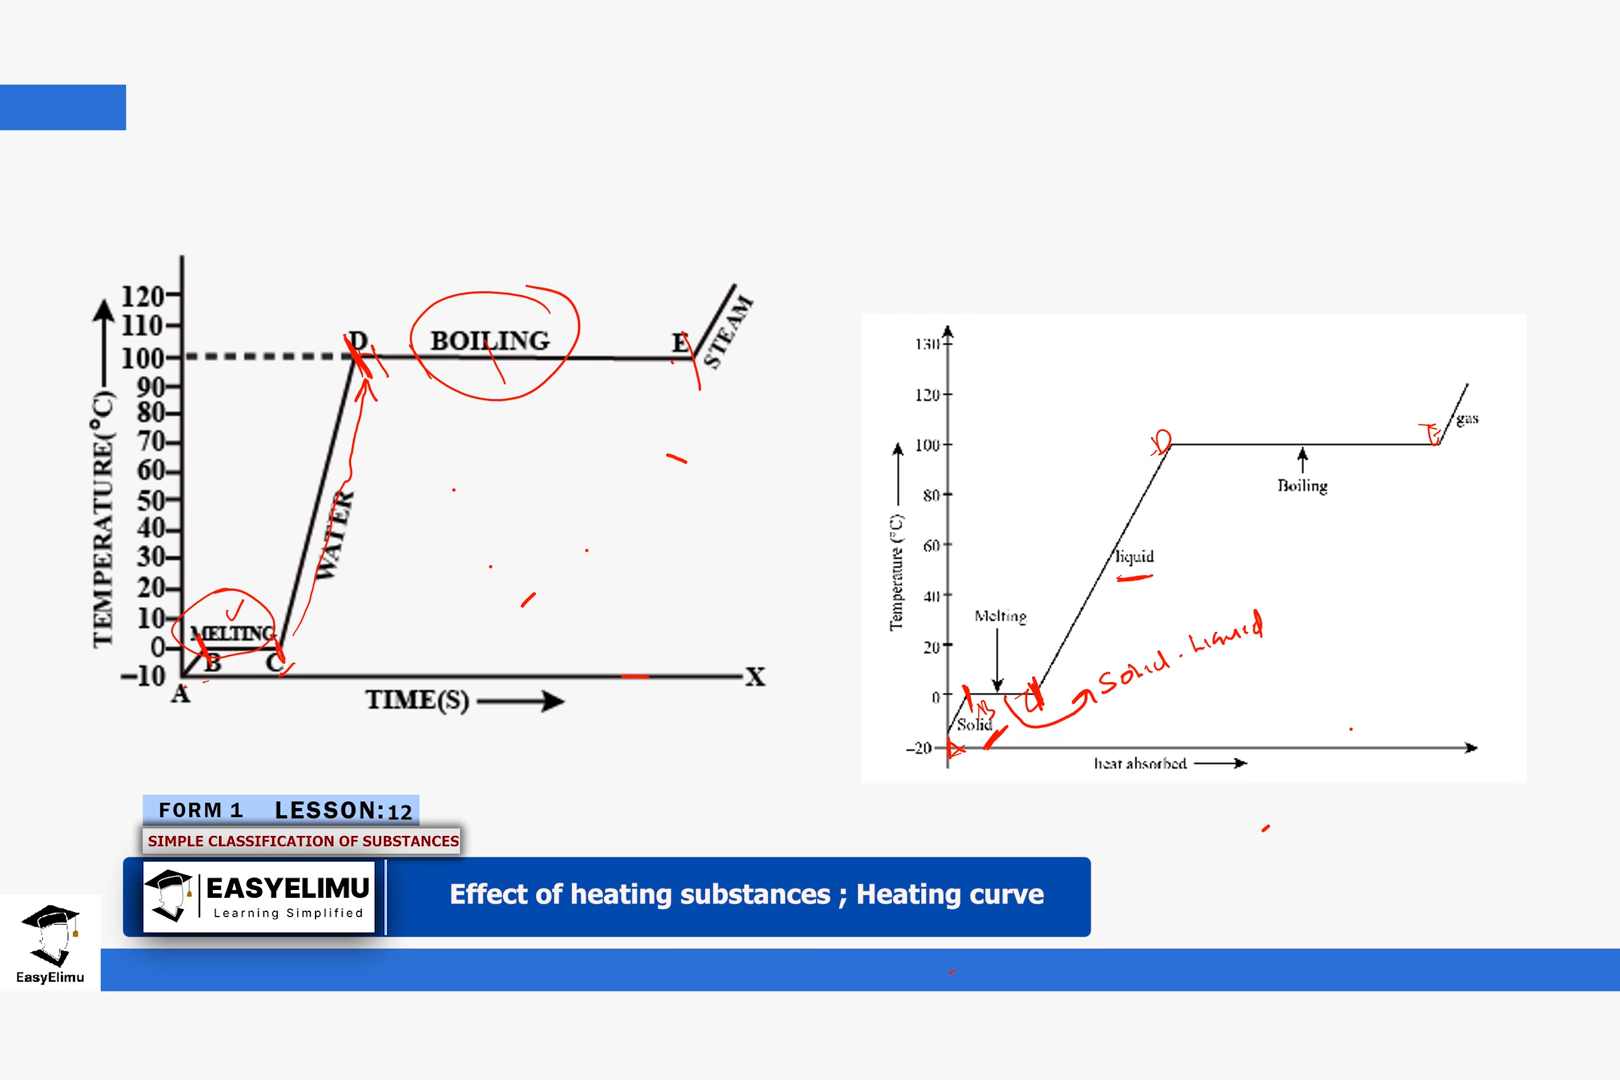 120
110
100
90
80
70
60
50
40
30
20
10
0
–10
TEMPERATURE(°C)
D
BOILING
E
STEAM
WATER
MELTING
B
C
A
TIME(S)
X
130
120
100
80
60
40
20
0
–20
Temperature (°C)
D
E
gas
Boiling
liquid
Melting
Solid . Liquid
B
C
Solid
A
heat absorbed
FORM 1 LESSON:12
SIMPLE CLASSIFICATION OF SUBSTANCES
EASYELIMU
Learning Simplified
Effect of heating substances ; Heating curve
EasyElimu